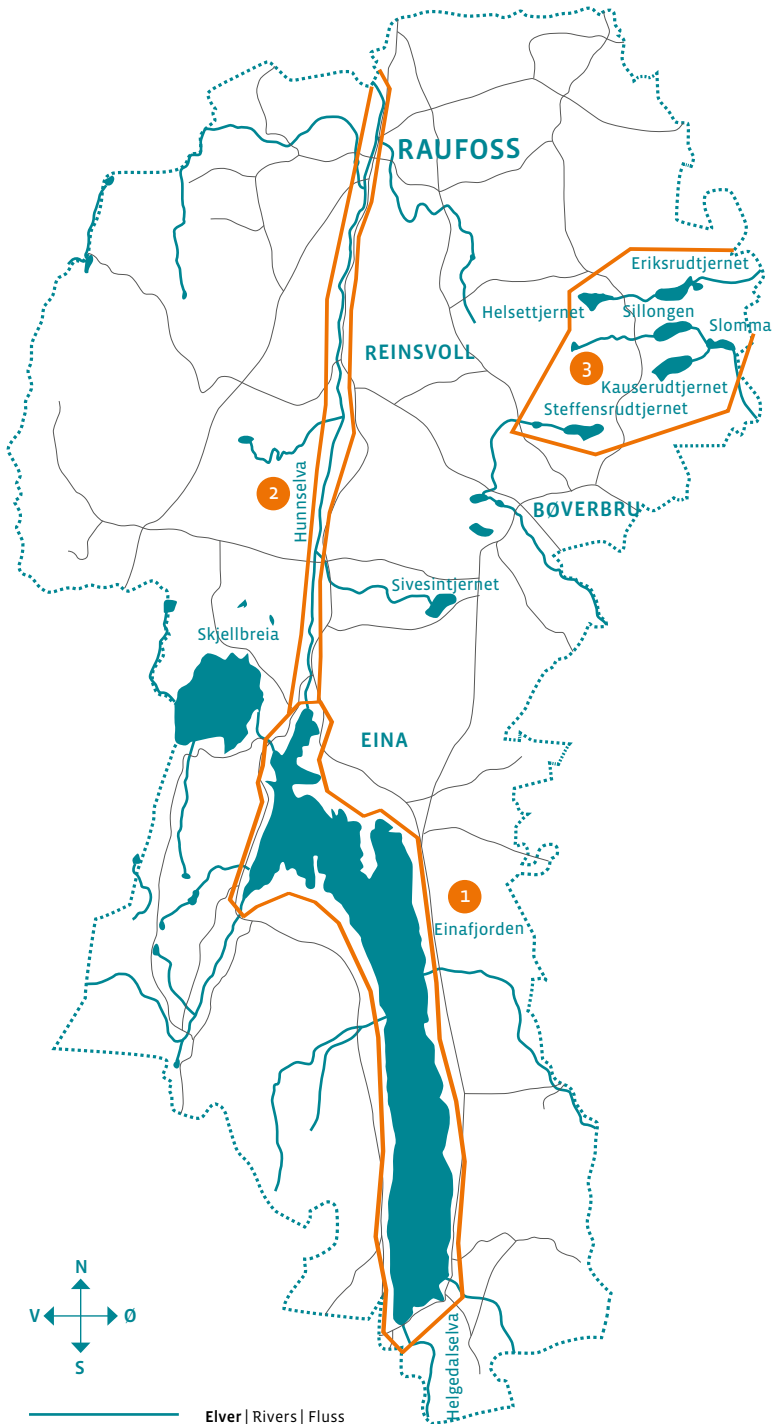 RAUFOSS
Eriksrudtjernet
Helsettjernet
Sillongen
Slomma
REINSVOLL
3
Kauserudtjernet
Steffensrudtjernet
2
Hunnselva
BØVERBRU
Sivesintjernet
Skjellbreia
EINA
1
Einafjorden
N
V Ø
S
Helgedalselva
Elver | Rivers | Fluss